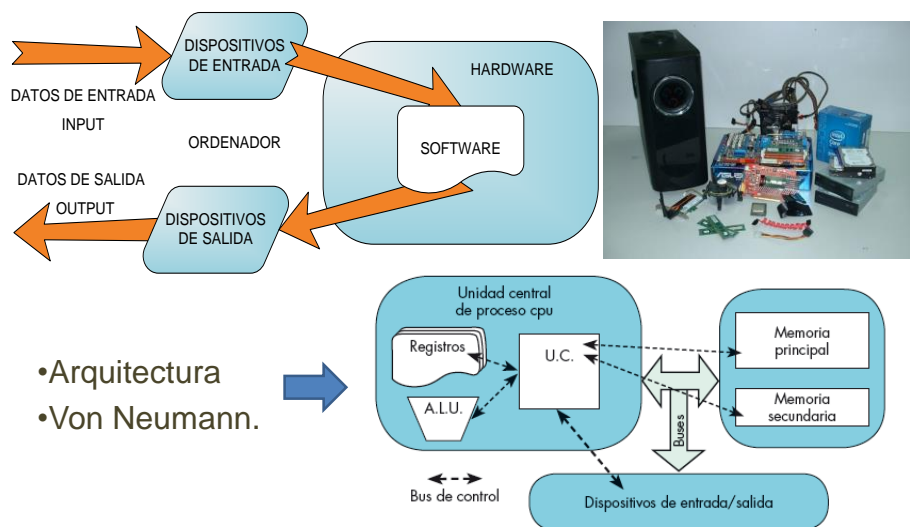 DISPOSITIVOS
DE ENTRADA
HARDWARE
DATOS DE ENTRADA
INPUT
ORDENADOR
SOFTWARE
DATOS DE SALIDA
OUTPUT
DISPOSITIVOS
DE SALIDA
ASUS
•Arquitectura
•Von Neumann.
Unidad central
de proceso cpu
Registros
U.C.
A.L.U.
Bus de control
Buses
Memoria
principal
Memoria
secundaria
Dispositivos de entrada/salida